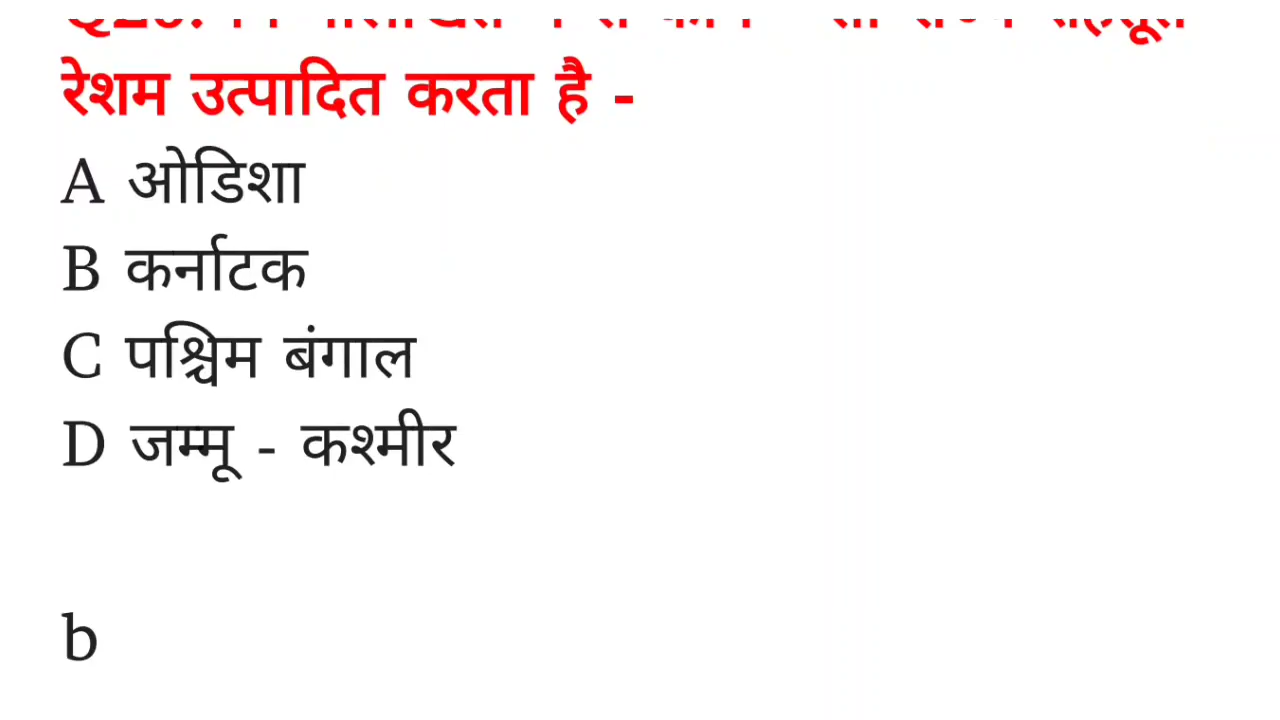 रेशम उत्पादित करता है -
A ओडिशा
B कर्नाटक
C पश्चिम बंगाल
D जम्मू - कश्मीर
b